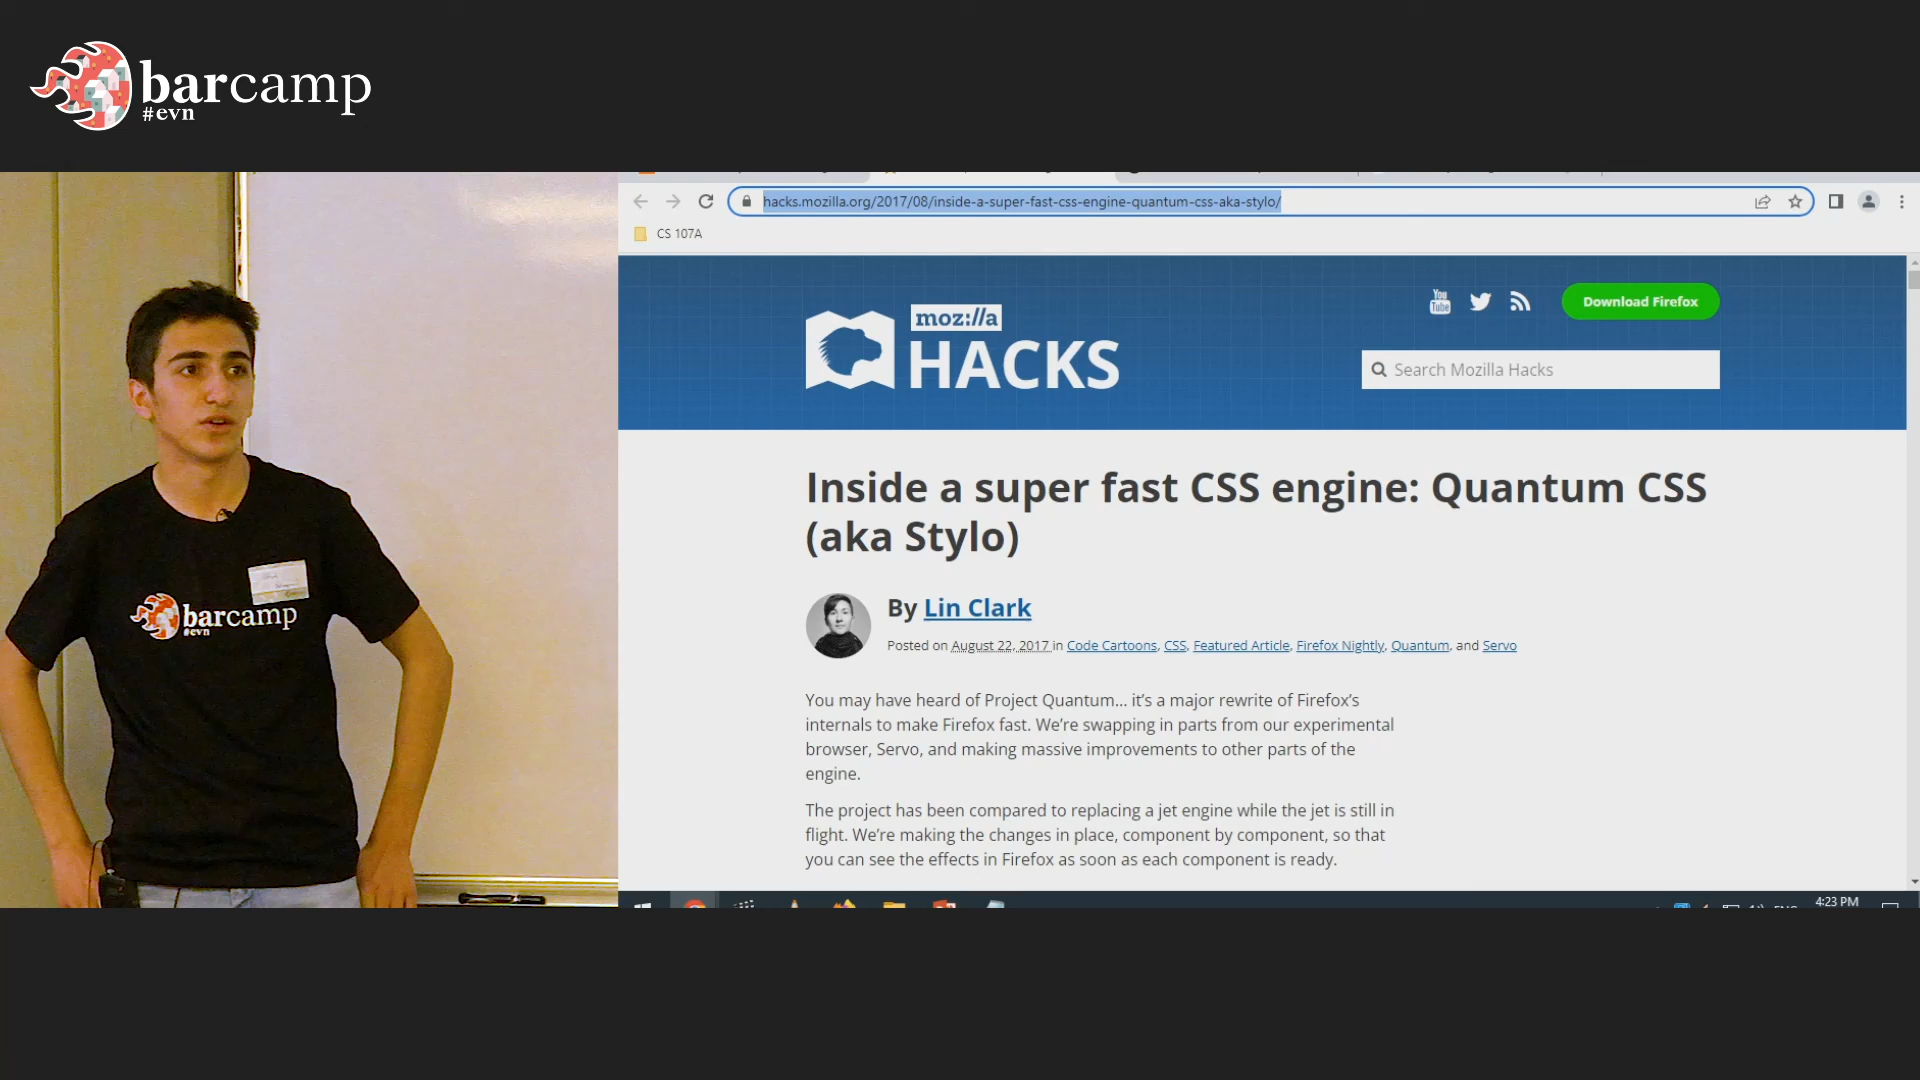 barcamp
#evn
barcamp
#evn
hacks.mozilla.org/2017/08/inside-a-super-fast-css-engine-quantum-css-aka-stylo/
CS 107A
moz://a
HACKS
You
Tube
Download Firefox
Search Mozilla Hacks
Inside a super fast CSS engine: Quantum CSS
(aka Stylo)
By Lin Clark
Posted on August 22, 2017 in Code Cartoons, CSS, Featured Article, Firefox Nightly, Quantum, and Servo
You may have heard of Project Quantum… it’s a major rewrite of Firefox’s
internals to make Firefox fast. We’re swapping in parts from our experimental
browser, Servo, and making massive improvements to other parts of the
engine.
The project has been compared to replacing a jet engine while the jet is still in
flight. We’re making the changes in place, component by component, so that
you can see the effects in Firefox as soon as each component is ready.
4:23 PM